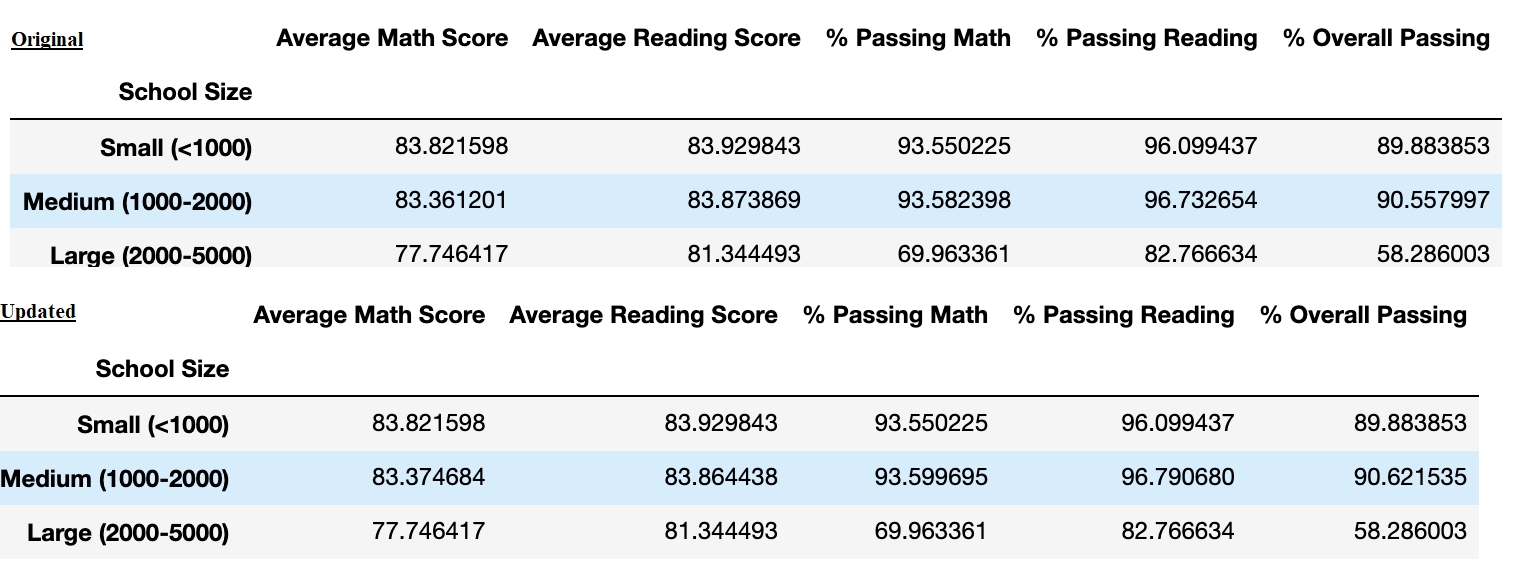 Original Average Math Score Average Reading Score % Passing Math % Passing Reading % Overall Passing
School Size
Small (<1000) 83.821598 83.929843 93.550225 96.099437 89.883853
Medium (1000-2000) 83.361201 83.873869 93.582398 96.732654 90.557997
Large (2000-5000) 77.746417 81.344493 69.963361 82.766634 58.286003
Updated Average Math Score Average Reading Score % Passing Math % Passing Reading % Overall Passing
School Size
Small (<1000) 83.821598 83.929843 93.550225 96.099437 89.883853
Medium (1000-2000) 83.374684 83.864438 93.599695 96.790680 90.621535
Large (2000-5000) 77.746417 81.344493 69.963361 82.766634 58.286003